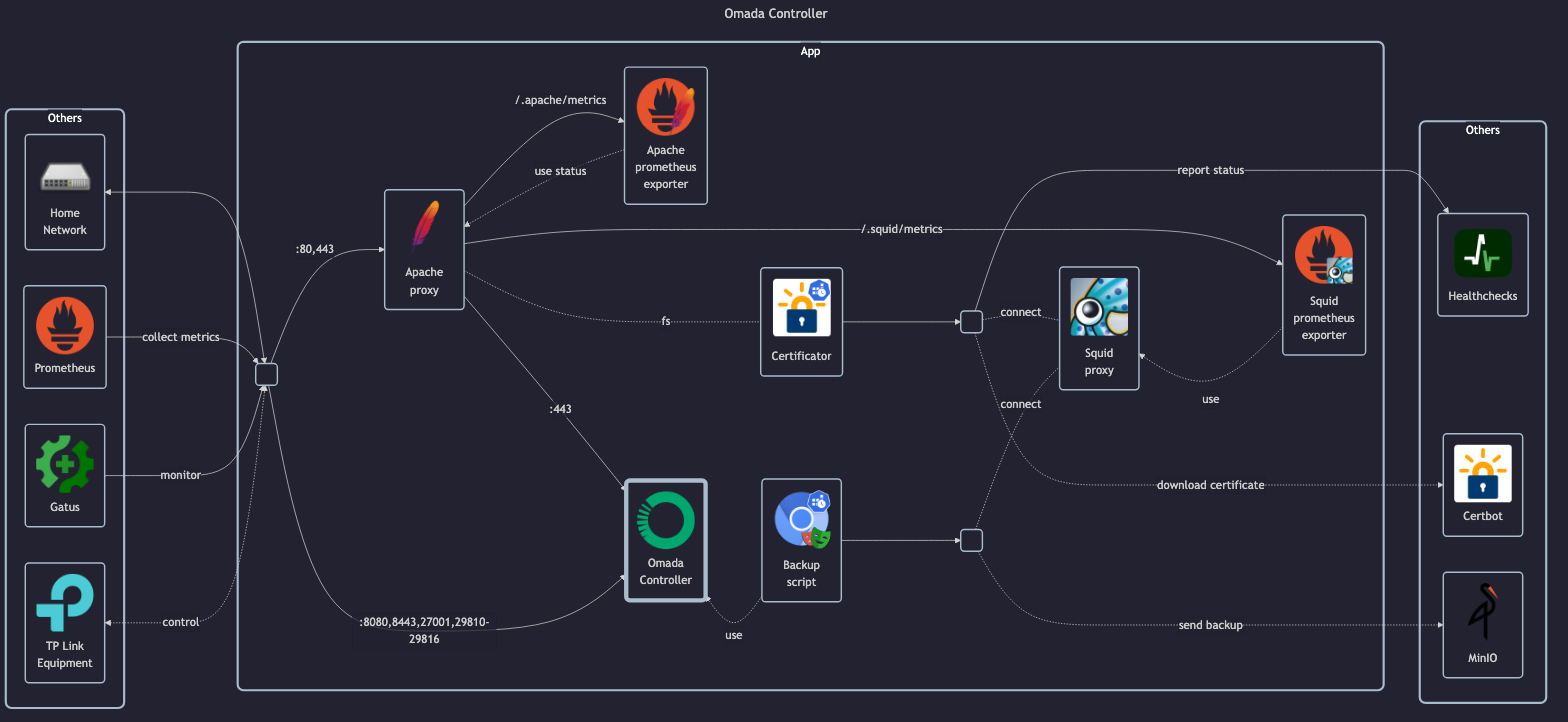 Omada Controller
App
Others
Home
Network
Prometheus
Gatus
TP Link
Equipment
collect metrics
monitor
control
:80,443
:8080,8443,27001,29810-
29816
Apache
proxy
/.apache/metrics
use status
Apache
prometheus
exporter
/.squid/metrics
fs
:443
Certificator
Omada
Controller
Backup
script
use
connect
connect
Squid
proxy
use
Squid
prometheus
exporter
report status
download certificate
send backup
Others
Healthchecks
Certbot
MinIO